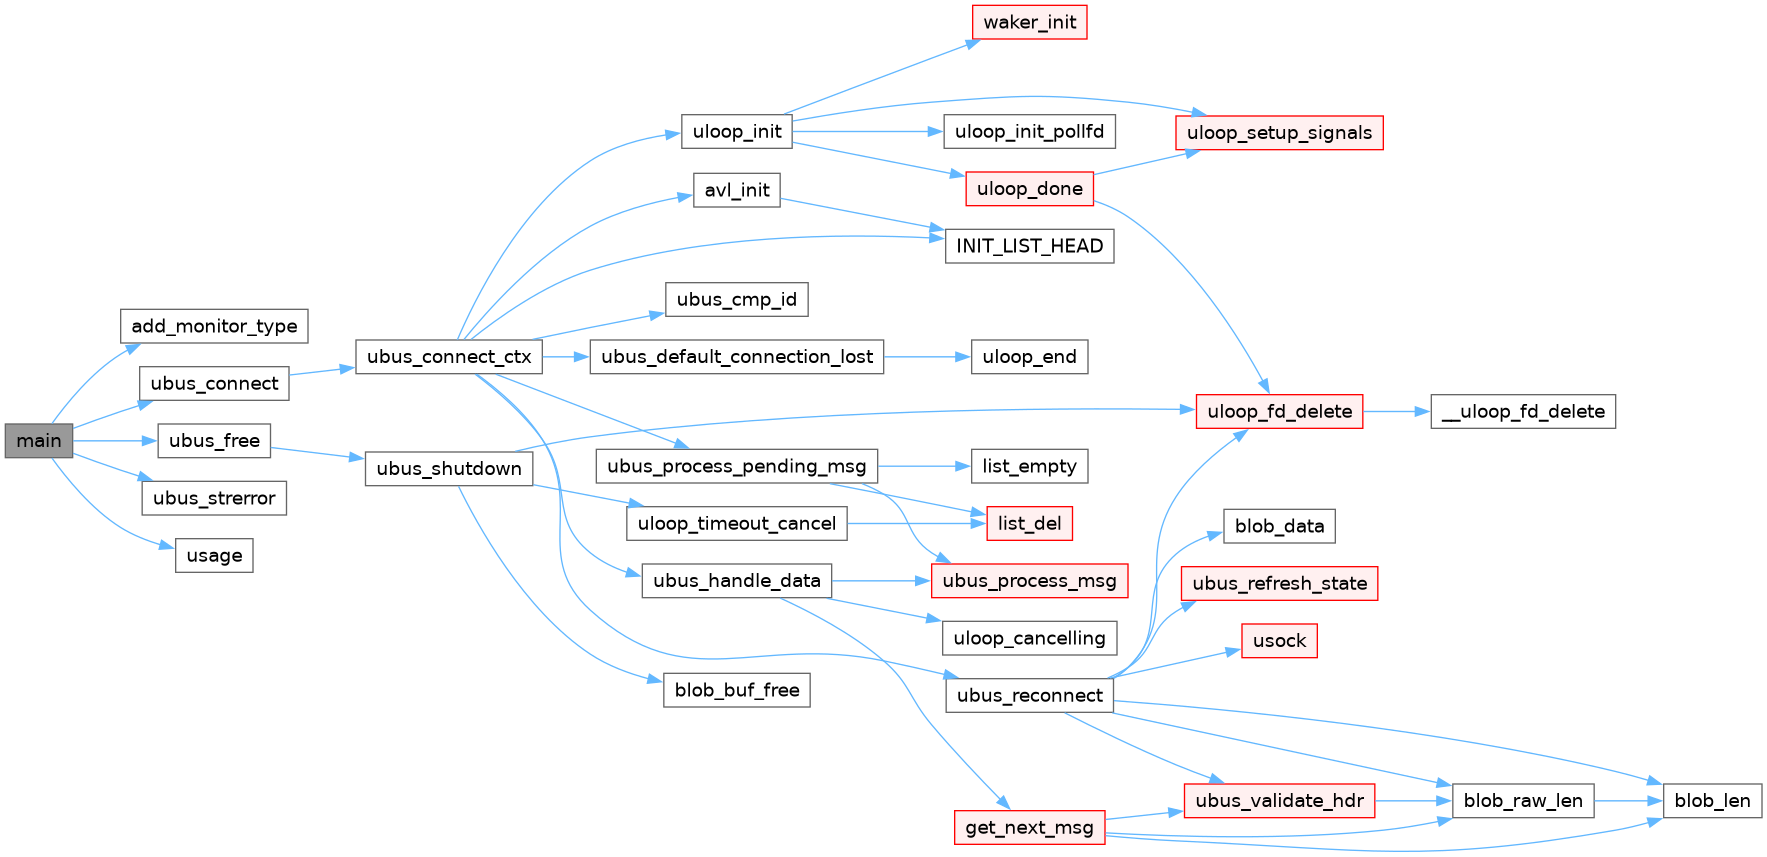 main
add_monitor_type
ubus_connect
ubus_free
ubus_strerror
usage
ubus_connect_ctx
ubus_shutdown
uloop_init
avl_init
ubus_cmp_id
ubus_default_connection_lost
ubus_process_pending_msg
uloop_timeout_cancel
ubus_handle_data
blob_buf_free
waker_init
uloop_init_pollfd
uloop_done
INIT_LIST_HEAD
uloop_end
list_empty
list_del
ubus_process_msg
uloop_cancelling
ubus_reconnect
get_next_msg
uloop_setup_signals
uloop_fd_delete
blob_data
ubus_refresh_state
usock
ubus_validate_hdr
__uloop_fd_delete
blob_raw_len
blob_len